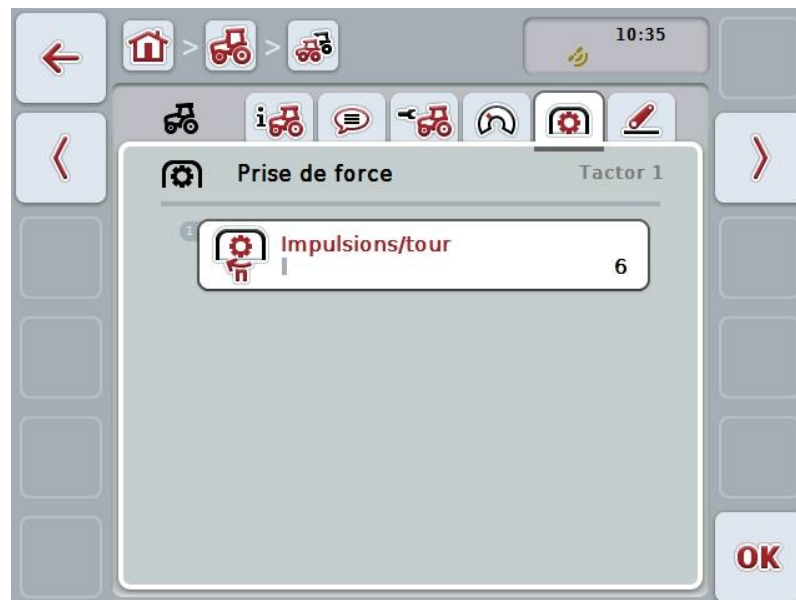 10:35
i
Prise de force
Tactor 1
1
Impulsions/tour
n
6
OK